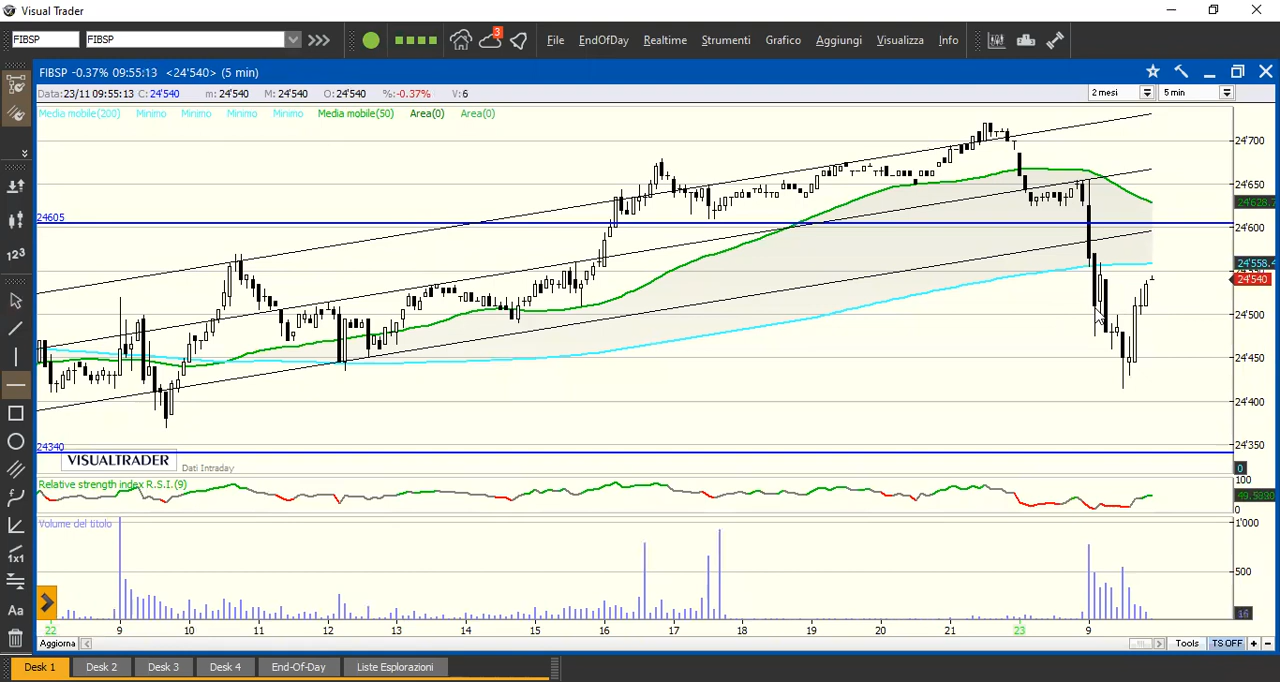 Visual Trader
FIBSP FIBSP 3 File EndOfDay Realtime Strumenti Grafico Aggiungi Visualizza Info
FIBSP -0.37% 09:55:13 <24'540> (5 min)
Data:23/11 09:55:13 C: 24'540 m: 24'540 M: 24'540 O: 24'540 %:-0.37% V: 6 2 mesi 5 min
Media mobile(200) Minimo Minimo Minimo Minimo Media mobile(50) Area(0) Area(0)
24'700
24'650
24'628.7
24605
24'600
24'558.4
24'540
24'500
24'450
24'400
24'350
24340
VISUALTRADER Dati Intraday
0
Relative strength index R.S.I.(9)
100
0
Volume del titolo
1'000
500
22 9 10 11 12 13 14 15 16 17 18 19 20 21 23 9
Aggiorna Tools TS OFF + -
Desk 1 Desk 2 Desk 3 Desk 4 End-Of-Day Liste Esplorazioni
123
1x1
Aa